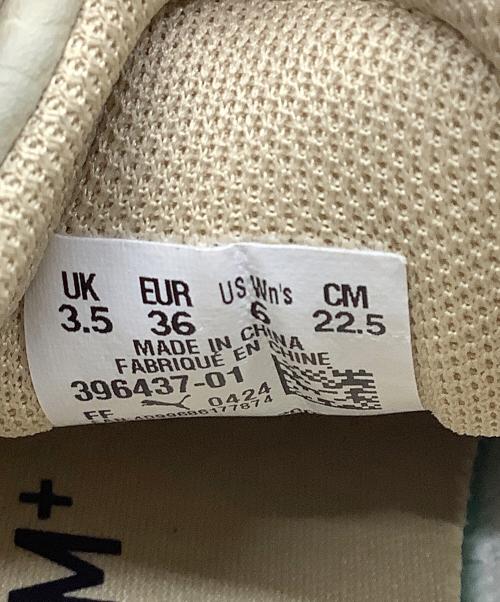 UK EUR US Wn's CM
3.5 36 6 22.5
MADE IN CHINA
FABRIQUÉ EN CHINE
396437-01
0424
FF
M+